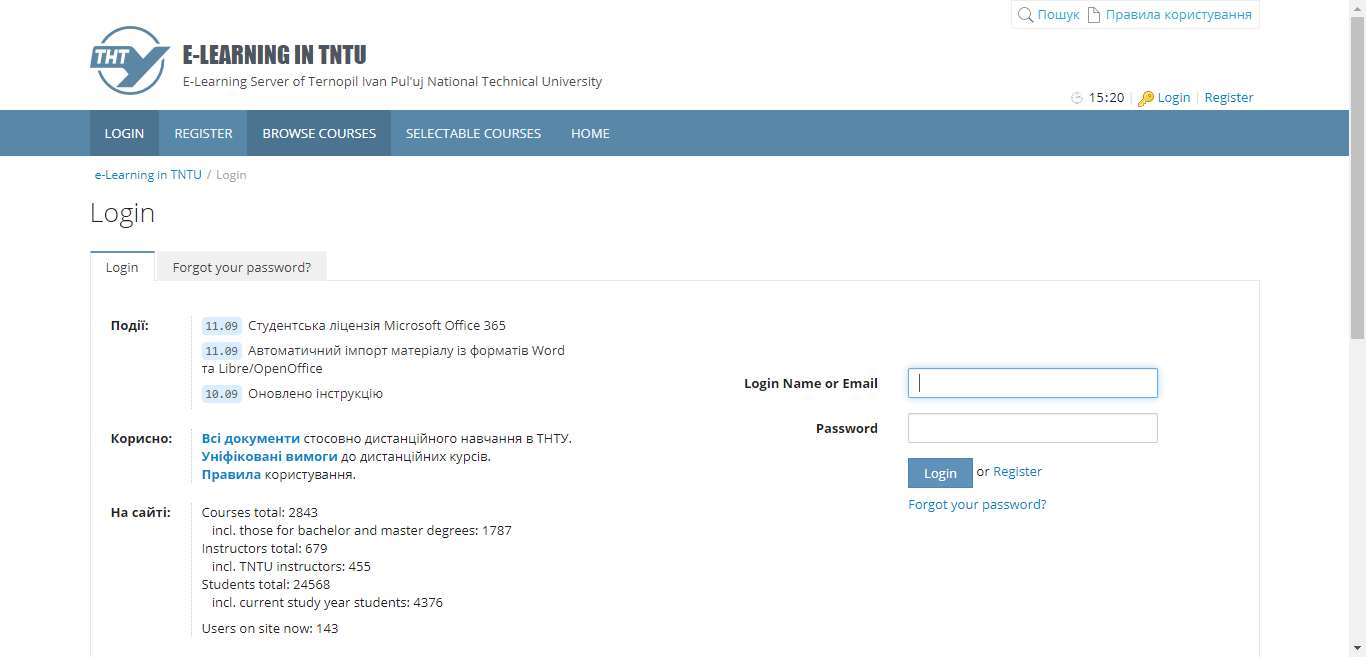 Пошук Правила користування
ТНТУ
E-LEARNING IN TNTU
E-Learning Server of Ternopil Ivan Pul'uj National Technical University
15:20 Login Register
LOGIN REGISTER BROWSE COURSES SELECTABLE COURSES HOME
e-Learning in TNTU / Login
Login
Login Forgot your password?
Події:
11.09 Студентська ліцензія Microsoft Office 365
11.09 Автоматичний імпорт матеріалу із форматів Word
та Libre/OpenOffice
10.09 Оновлено інструкцію
Корисно:
Всі документи стосовно дистанційного навчання в ТНТУ.
Уніфіковані вимоги до дистанційних курсів.
Правила користування.
На сайті:
Courses total: 2843
incl. those for bachelor and master degrees: 1787
Instructors total: 679
incl. TNTU instructors: 455
Students total: 24568
incl. current study year students: 4376
Users on site now: 143
Login Name or Email
Password
Login or Register
Forgot your password?